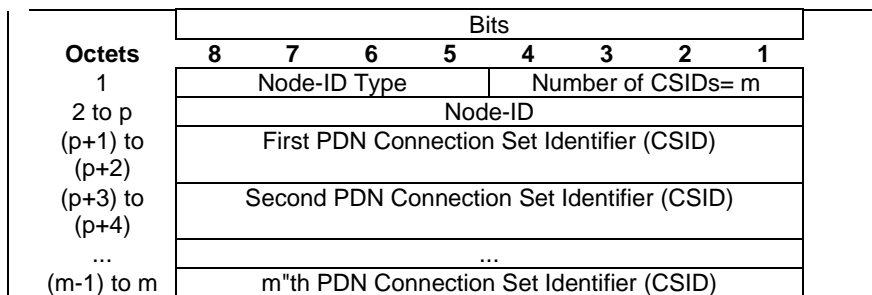 Bits
Octets 8 7 6 5 4 3 2 1
1 Node-ID Type Number of CSIDs= m
2 to p Node-ID
(p+1) to First PDN Connection Set Identifier (CSID)
(p+2)
(p+3) to Second PDN Connection Set Identifier (CSID)
(p+4)
... ...
(m-1) to m m"th PDN Connection Set Identifier (CSID)